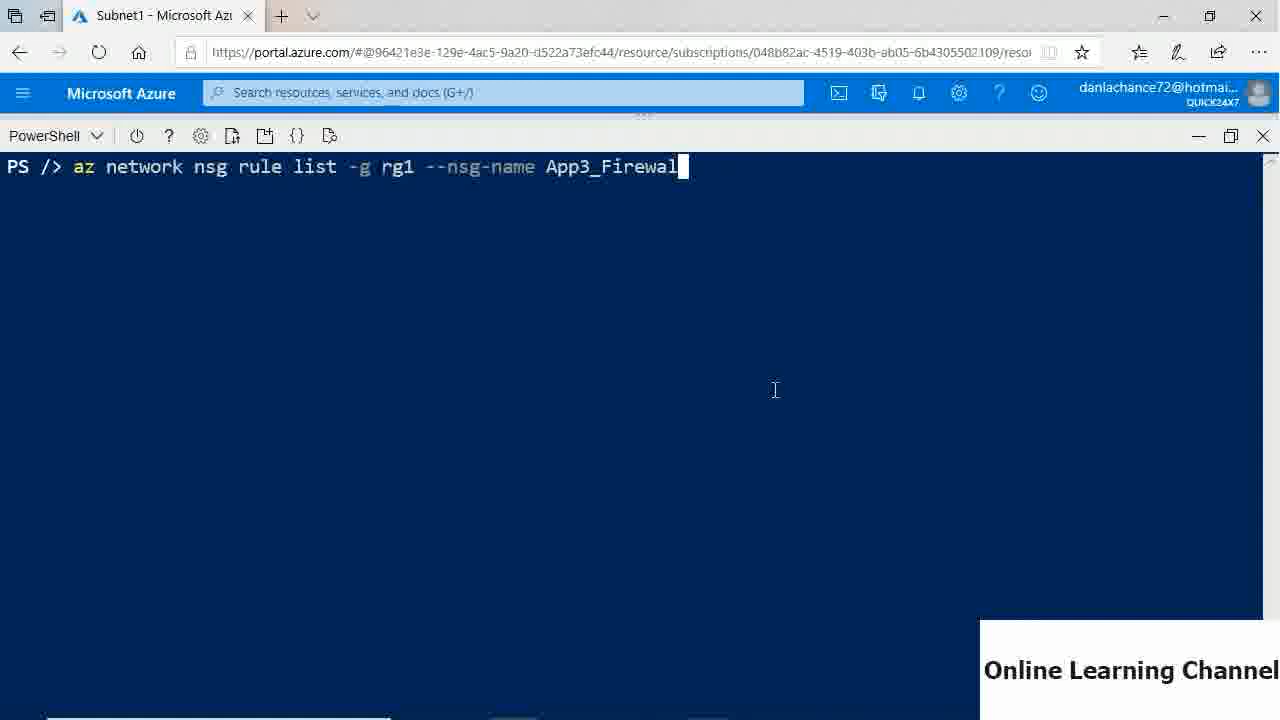 Subnet1 - Microsoft Az
https://portal.azure.com/#@96421e3e-129e-4ac5-9a20-d522a73efc44/resource/subscriptions/048b82ac-4519-403b-ab05-6b4305502109/resou
Microsoft Azure
Search resources, services, and docs (G+/)
danlachance72@hotmai...
QUICK24X7
PowerShell
PS /> az network nsg rule list -g rg1 --nsg-name App3_Firewal
Online Learning Channel